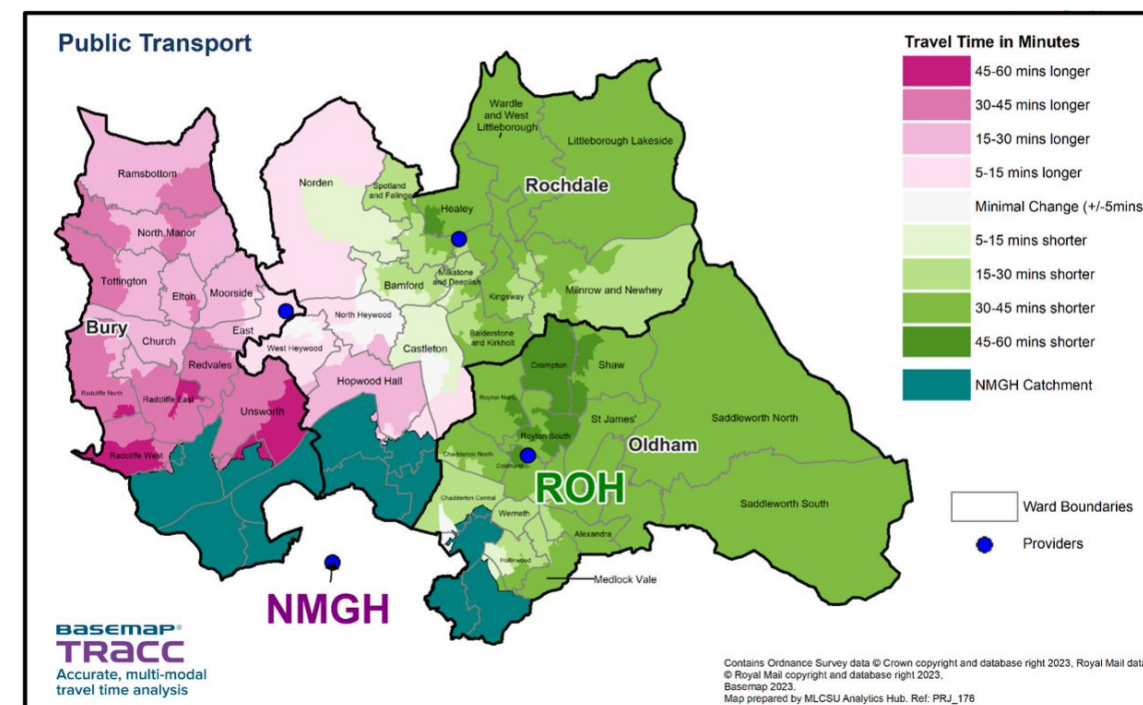 Public Transport
Travel Time in Minutes
45-60 mins longer
30-45 mins longer
15-30 mins longer
5-15 mins longer
Minimal Change (+/-5mins
5-15 mins shorter
15-30 mins shorter
30-45 mins shorter
45-60 mins shorter
NMGH Catchment
Ward Boundaries
Providers
Wardle
and West
Littleborough
Littleborough Lakeside
Ramsbottom
Norden
Spotland
and Falinge
Rochdale
Healey
North Manor
Tottington
Elton
Moorside
Bamford
Milkstone
and Deeplish
Kingsway
Milnrow and Newhey
Bury
Church
East
North Heywood
West Heywood
Castleton
Balderstone
and Kirkholt
Redvales
Hopwood Hall
Crompton
Shaw
Radcliffe North
Radcliffe East
Unsworth
Royton North
St James'
Saddleworth North
Royton South
Oldham
Radcliffe West
Chadderton North
Coldhurst
ROH
Saddleworth South
Chadderton Central
Werneth
Alexandra
Hollinwood
Medlock Vale
NMGH
BASEMAP®
TRACC
Accurate, multi-modal
travel time analysis
Contains Ordnance Survey data © Crown copyright and database right 2023, Royal Mail data
© Royal Mail copyright and database right 2023,
Basemap 2023.
Map prepared by MLCSU Analytics Hub. Ref: PRJ_176